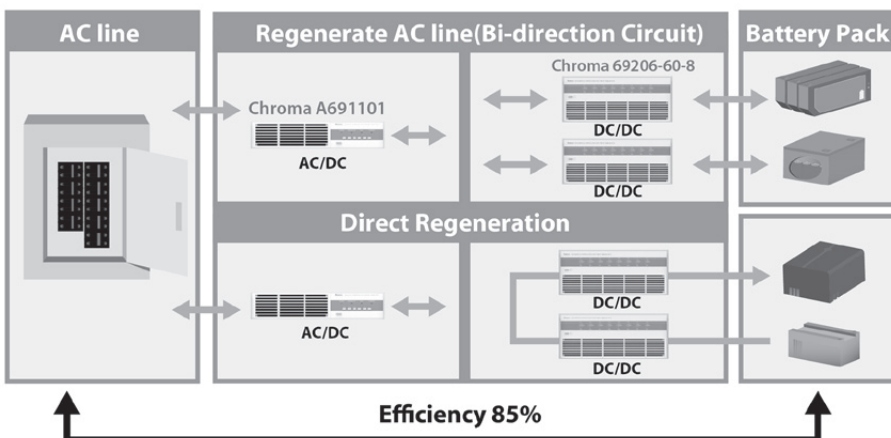 AC line
Regenerate AC line(Bi-direction Circuit)
Battery Pack
Chroma A691101
AC/DC
Chroma 69206-60-8
DC/DC
DC/DC
Direct Regeneration
AC/DC
DC/DC
DC/DC
Efficiency 85%